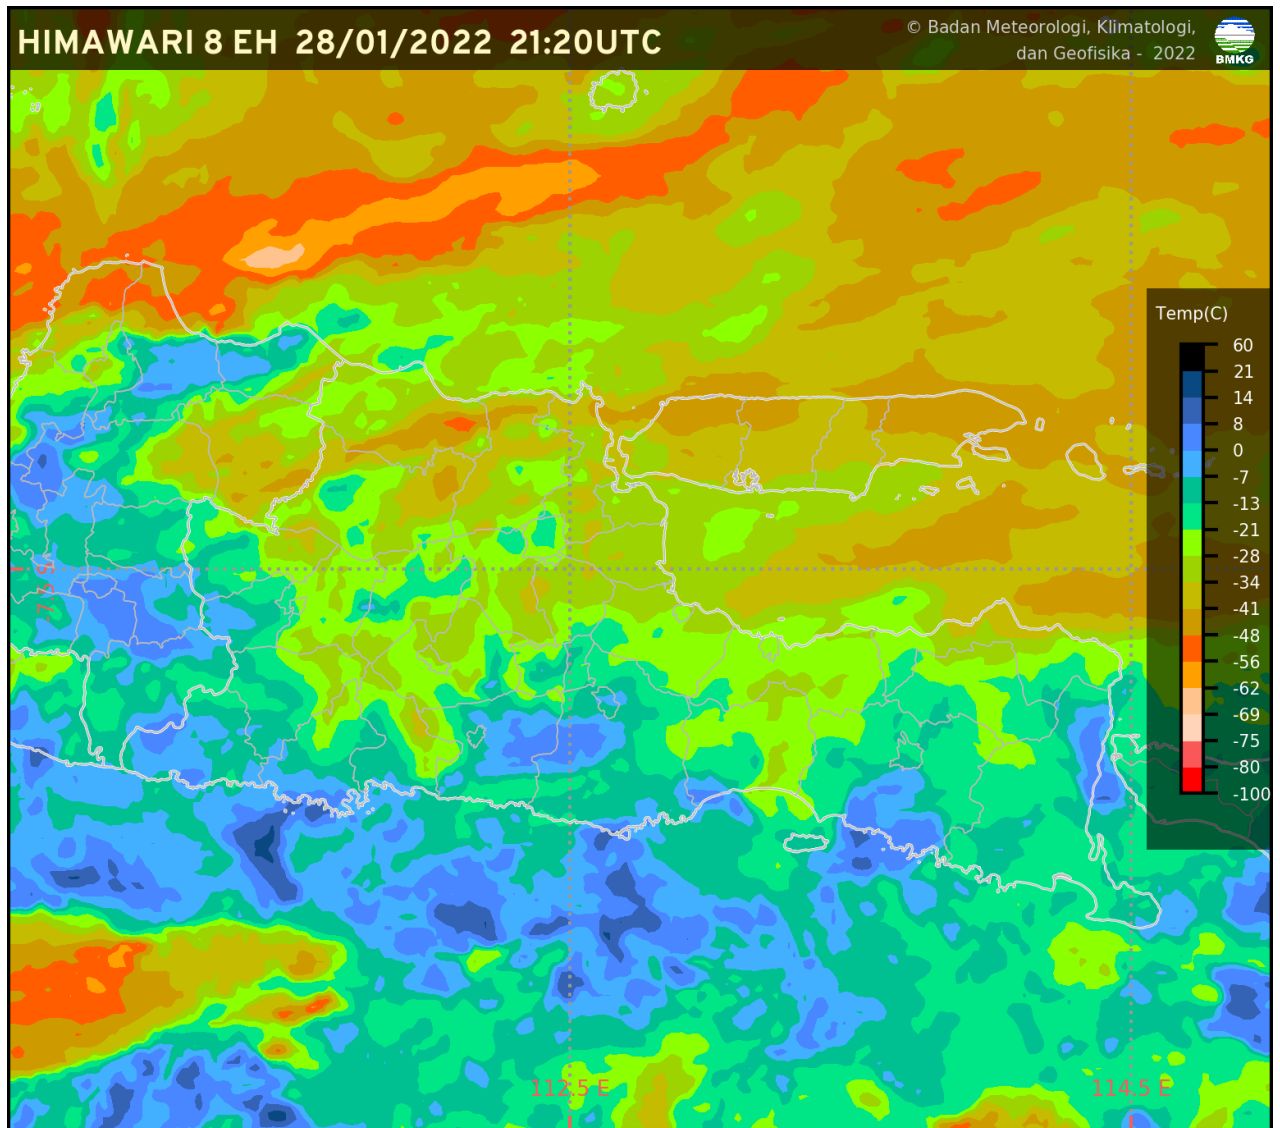 HIMAWARI 8 EH 28/01/2022 21:20UTC
© Badan Meteorologi, Klimatologi,
dan Geofisika - 2022
BMKG
Temp(C)
60
21
14
8
0
-7
-13
-21
-28
-34
-41
-48
-56
-62
-69
-75
-80
-100
-7.5 S
112.5 E
114.5 E